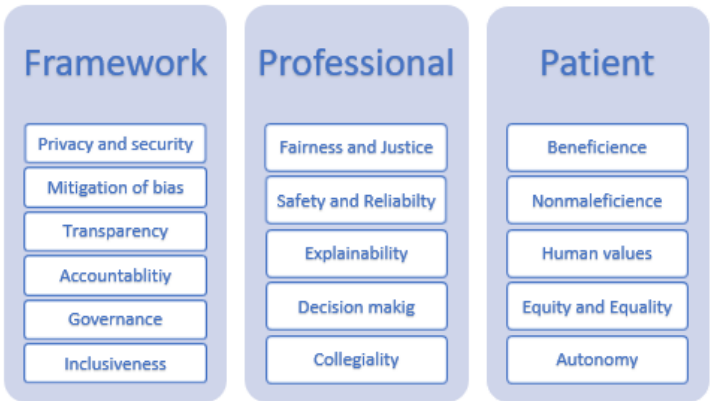 Framework
Privacy and security
Mitigation of bias
Transparency
Accountablitiy
Governance
Inclusiveness
Professional
Fairness and Justice
Safety and Reliabilty
Explainability
Decision makig
Collegiality
Patient
Beneficience
Nonmaleficience
Human values
Equity and Equality
Autonomy